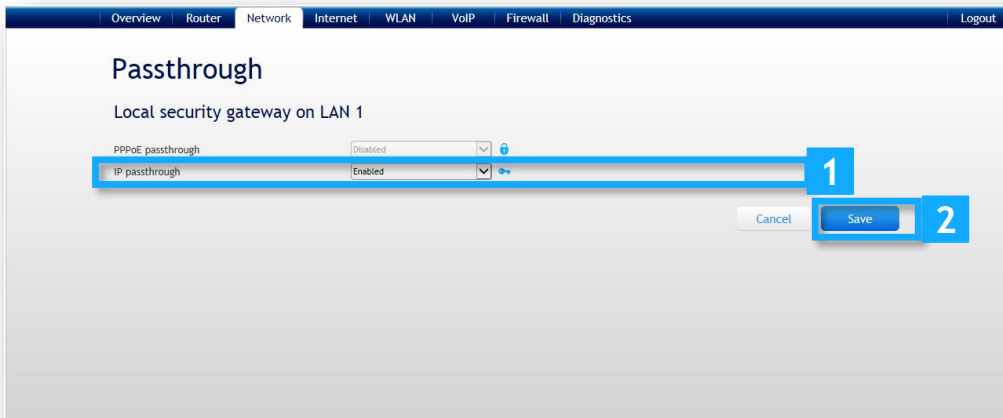 Overview Router Network Internet WLAN VoIP Firewall Diagnostics Logout
Passthrough
Local security gateway on LAN 1
PPPoE passthrough Disabled
IP passthrough Enabled 1
Cancel Save 2